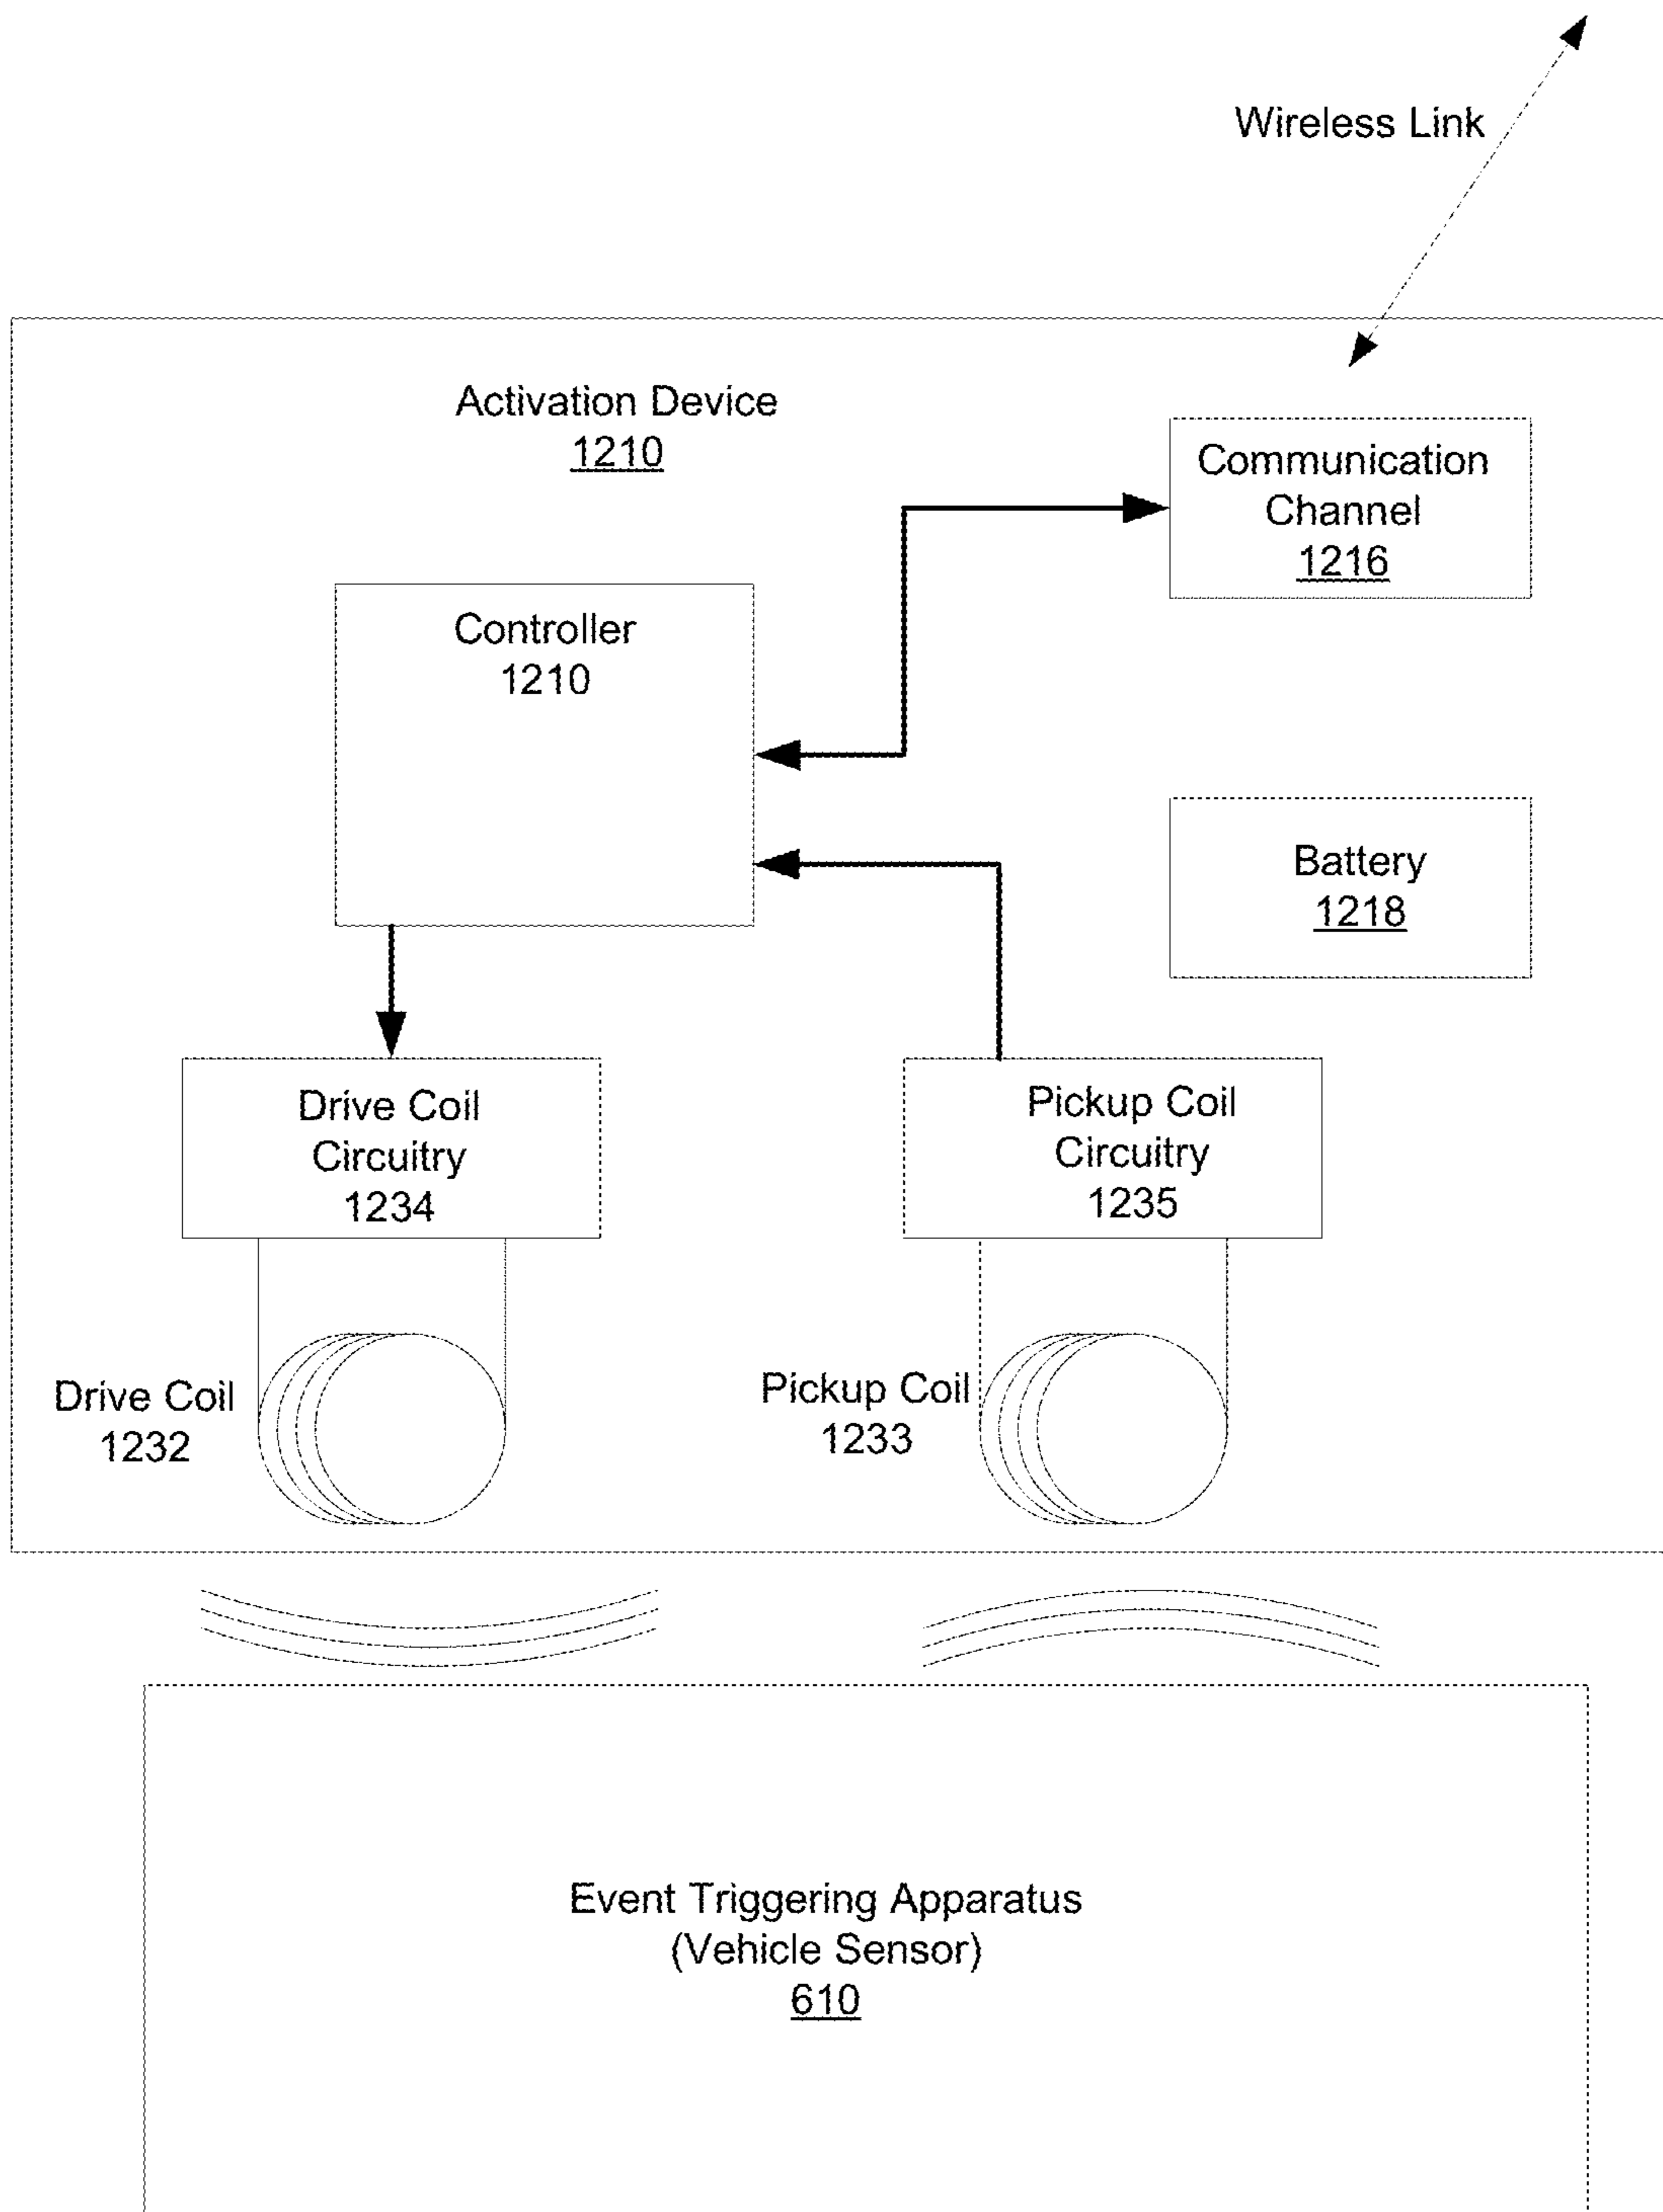 Wireless Link
Activation Device
1210
Communication
Channel
1216
Controller
1210
Battery
1218
Drive Coil
Circuitry
1234
Pickup Coil
Circuitry
1235
Drive Coil
1232
Pickup Coil
1233
Event Triggering Apparatus
(Vehicle Sensor)
610